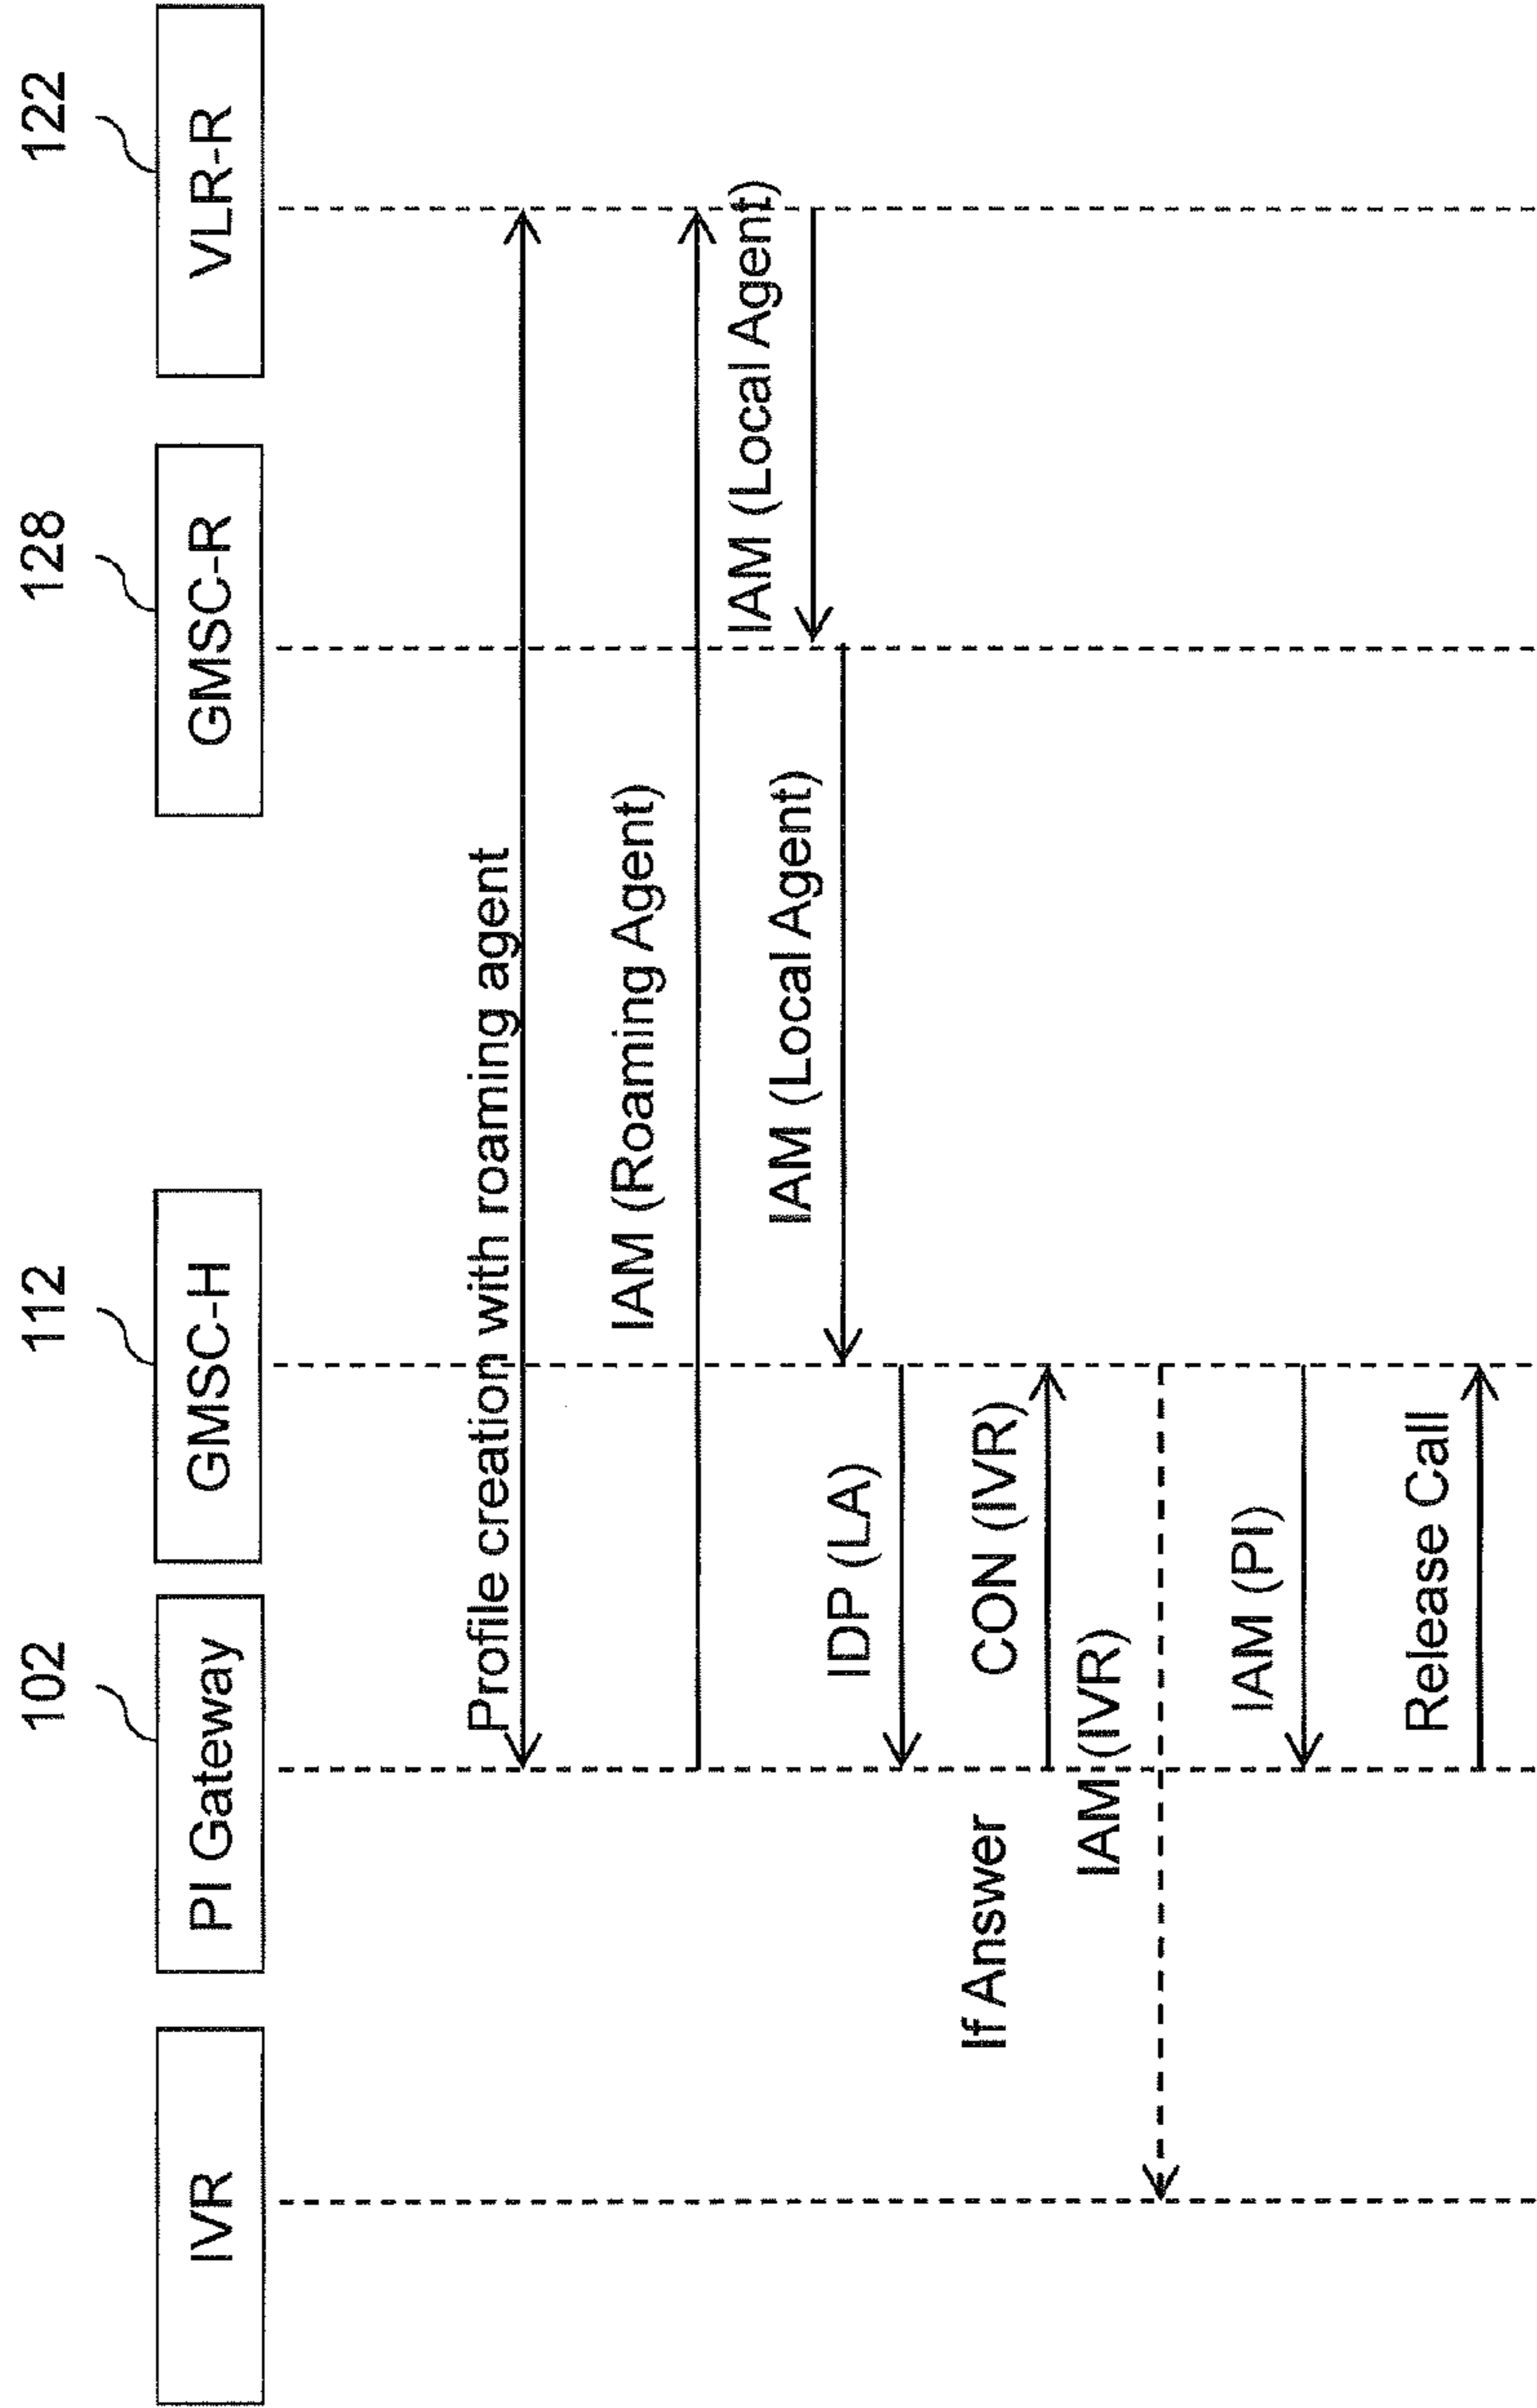 102
112
128
122
IVR
PI Gateway
GMSC-H
GMSC-R
VLR-R
Profile creation with roaming agent
IAM (Roaming Agent)
IAM (Local Agent)
IAM (Local Agent)
IDP (LA)
If Answer
CON (IVR)
IAM (IVR)
IAM (PI)
Release Call